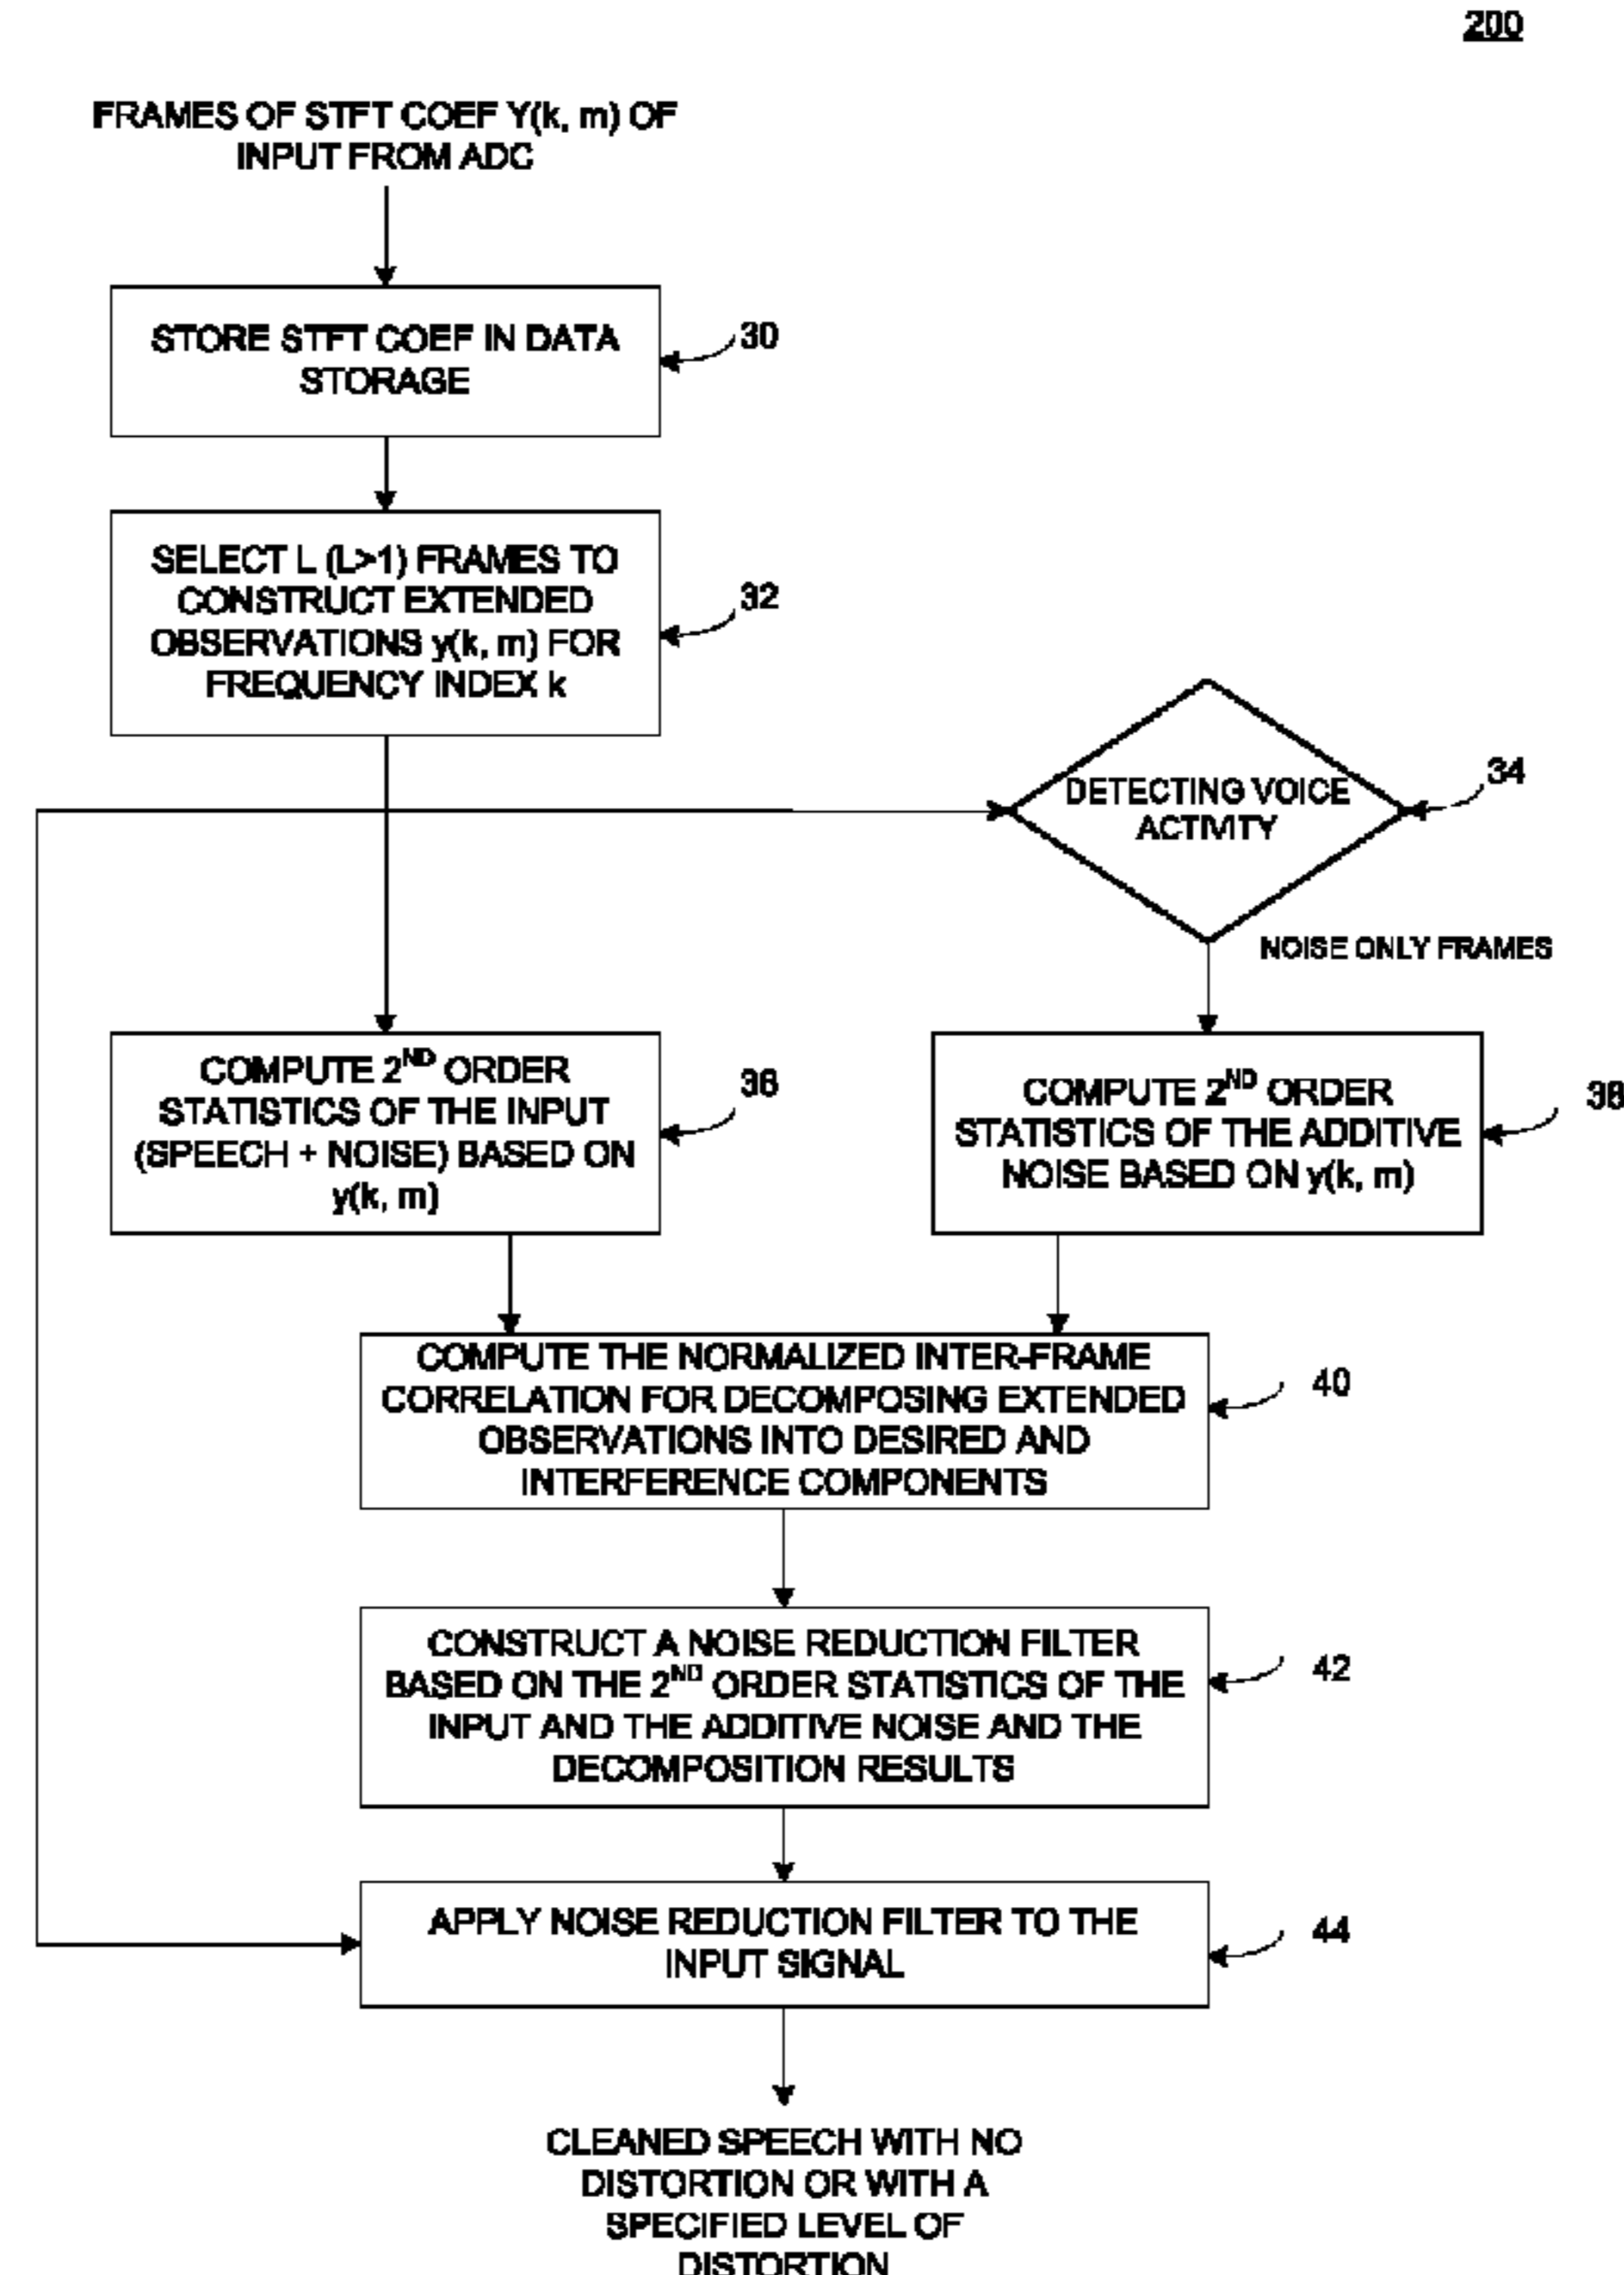 200
FRAMES OF STFT COEF Y(k, m) OF
INPUT FROM ADC
STORE STFT COEF IN DATA
STORAGE
30
SELECT L (L>1) FRAMES TO
CONSTRUCT EXTENDED
OBSERVATIONS y(k, m) FOR
FREQUENCY INDEX k
32
DETECTING VOICE
ACTIVITY
34
NOISE ONLY FRAMES
COMPUTE 2ND ORDER
STATISTICS OF THE INPUT
(SPEECH + NOISE) BASED ON
y(k, m)
36
COMPUTE 2ND ORDER
STATISTICS OF THE ADDITIVE
NOISE BASED ON y(k, m)
38
COMPUTE THE NORMALIZED INTER-FRAME
CORRELATION FOR DECOMPOSING EXTENDED
OBSERVATIONS INTO DESIRED AND
INTERFERENCE COMPONENTS
40
CONSTRUCT A NOISE REDUCTION FILTER
BASED ON THE 2ND ORDER STATISTICS OF THE
INPUT AND THE ADDITIVE NOISE AND THE
DECOMPOSITION RESULTS
42
APPLY NOISE REDUCTION FILTER TO THE
INPUT SIGNAL
44
CLEANED SPEECH WITH NO
DISTORTION OR WITH A
SPECIFIED LEVEL OF
DISTORTION